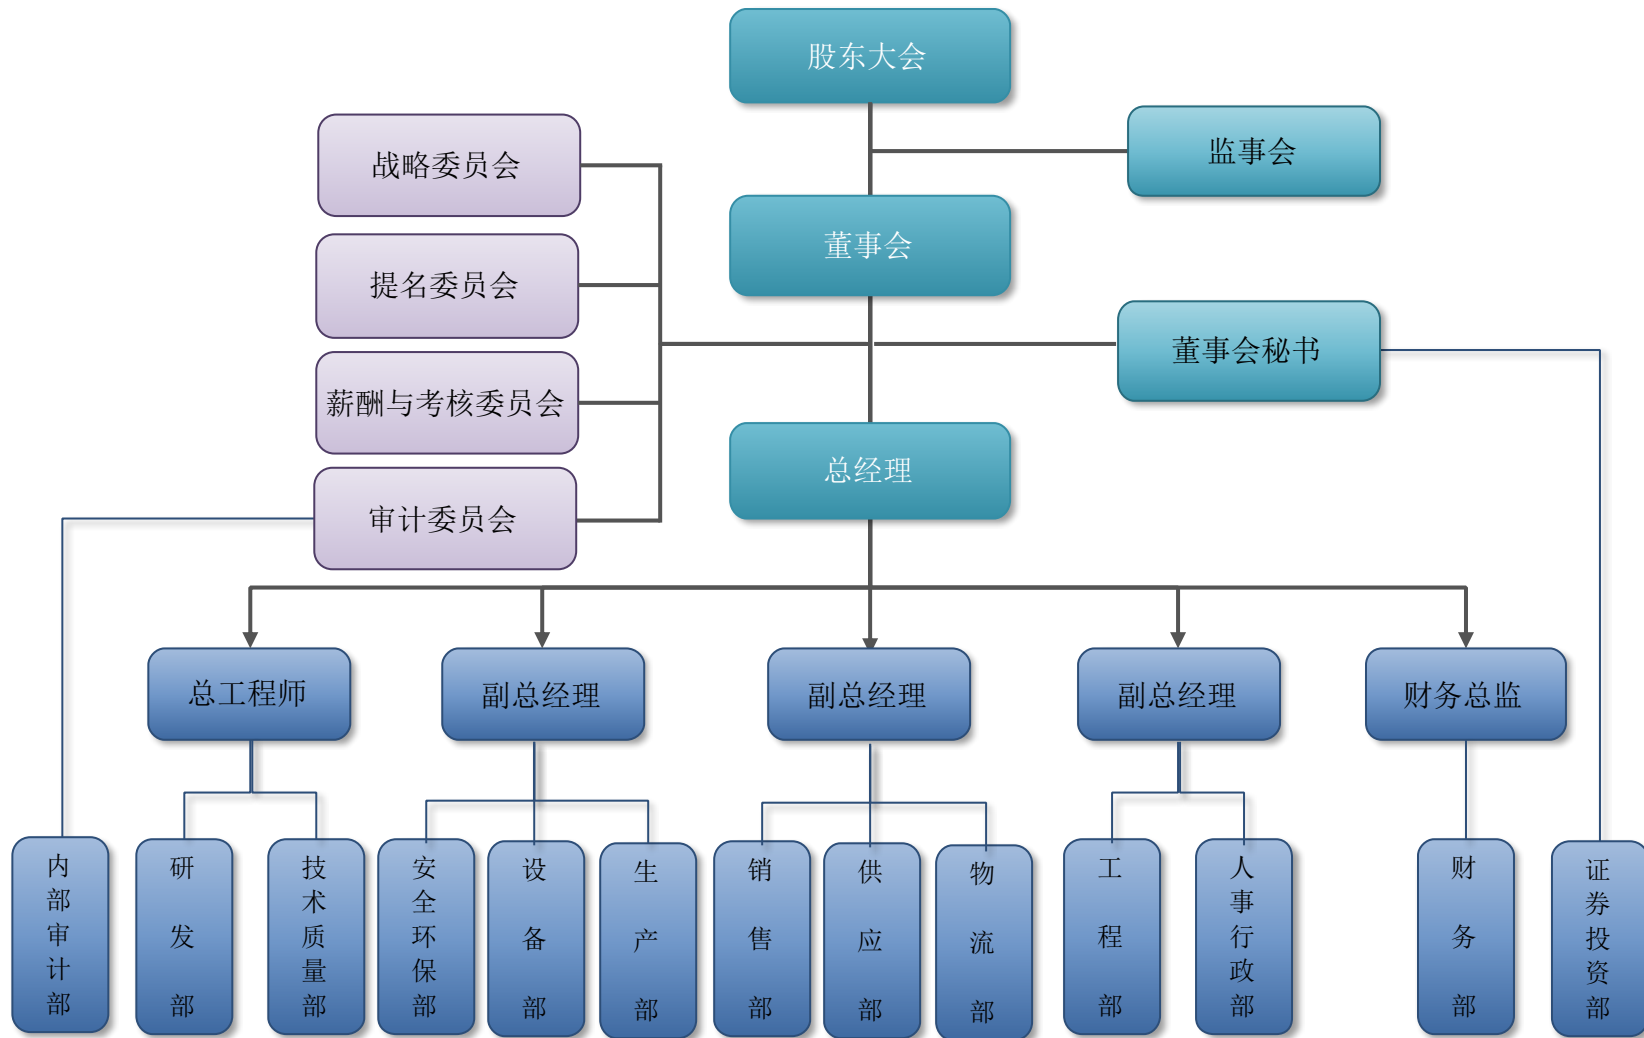 股东大会
监事会
战略委员会
董事会
提名委员会
董事会秘书
薪酬与考核委员会
总经理
审计委员会
总工程师
副总经理
副总经理
副总经理
财务总监
内部审计部
研发部
技术质量部
安全环保部
设备部
生产部
销售部
供应部
物流部
工程部
人事行政部
财务部
证券投资部